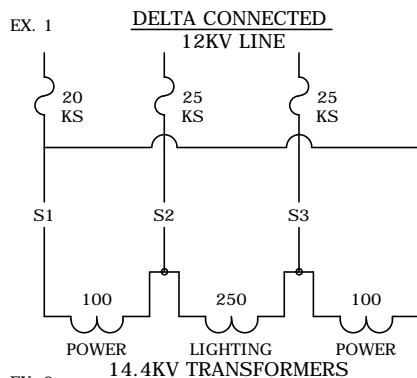 EX. 1
DELTA CONNECTED
12KV LINE
20 KS
25 KS
25 KS
S1
S2
S3
100
250
100
POWER
LIGHTING
POWER
14.4KV TRANSFORMERS